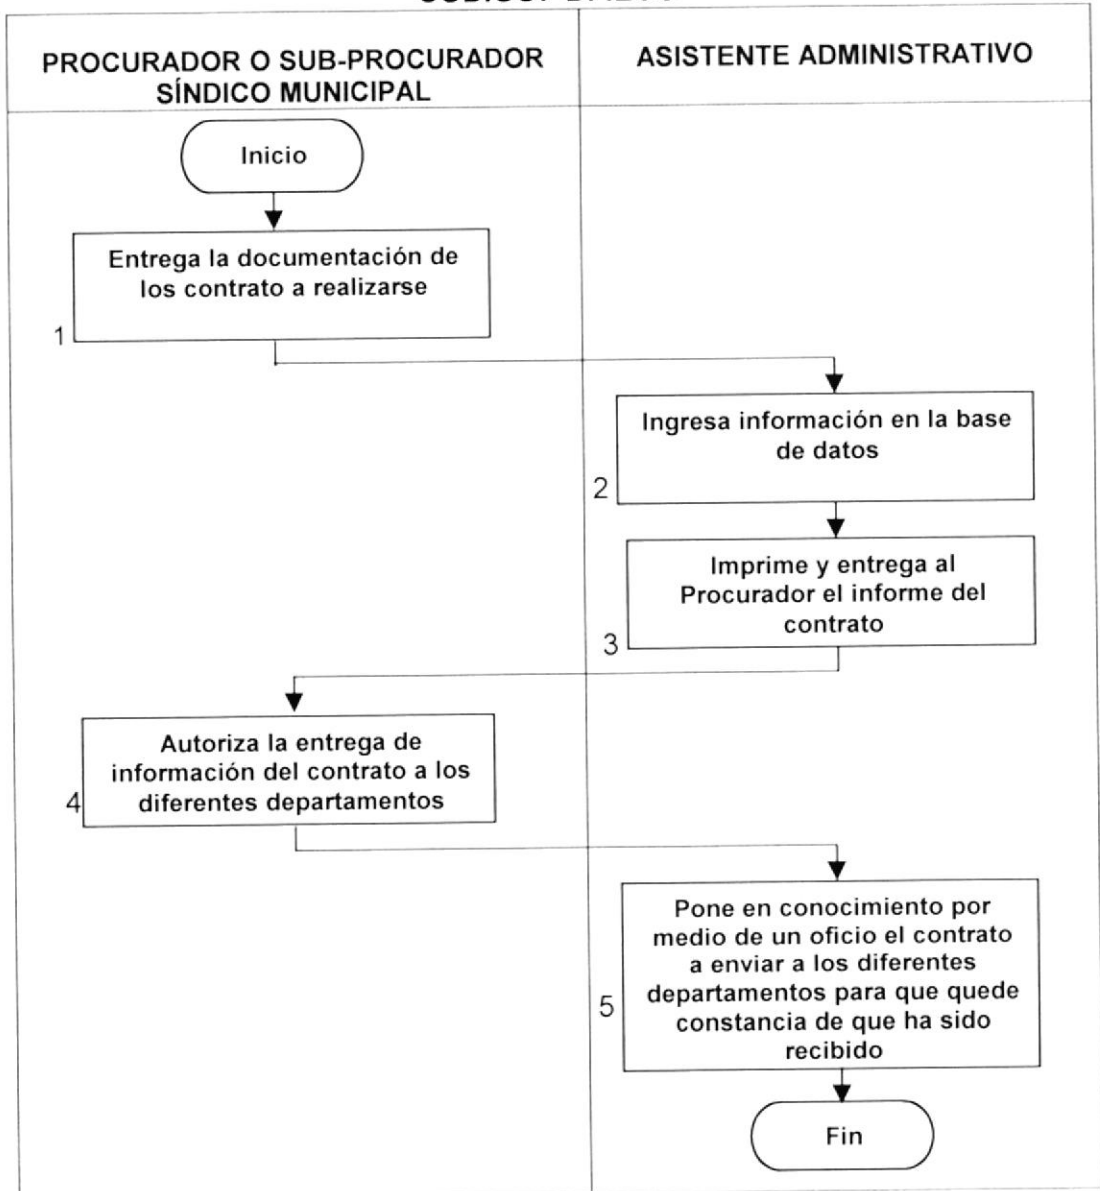 PROCURADOR O SUB-PROCURADOR
SÍNDICO MUNICIPAL
ASISTENTE ADMINISTRATIVO
Inicio
Entrega la documentación de
los contrato a realizarse
1
Ingresa información en la base
de datos
2
Imprime y entrega al
Procurador el informe del
contrato
3
Autoriza la entrega de
información del contrato a los
diferentes departamentos
4
Pone en conocimiento por
medio de un oficio el contrato
a enviar a los diferentes
departamentos para que quede
constancia de que ha sido
recibido
5
Fin